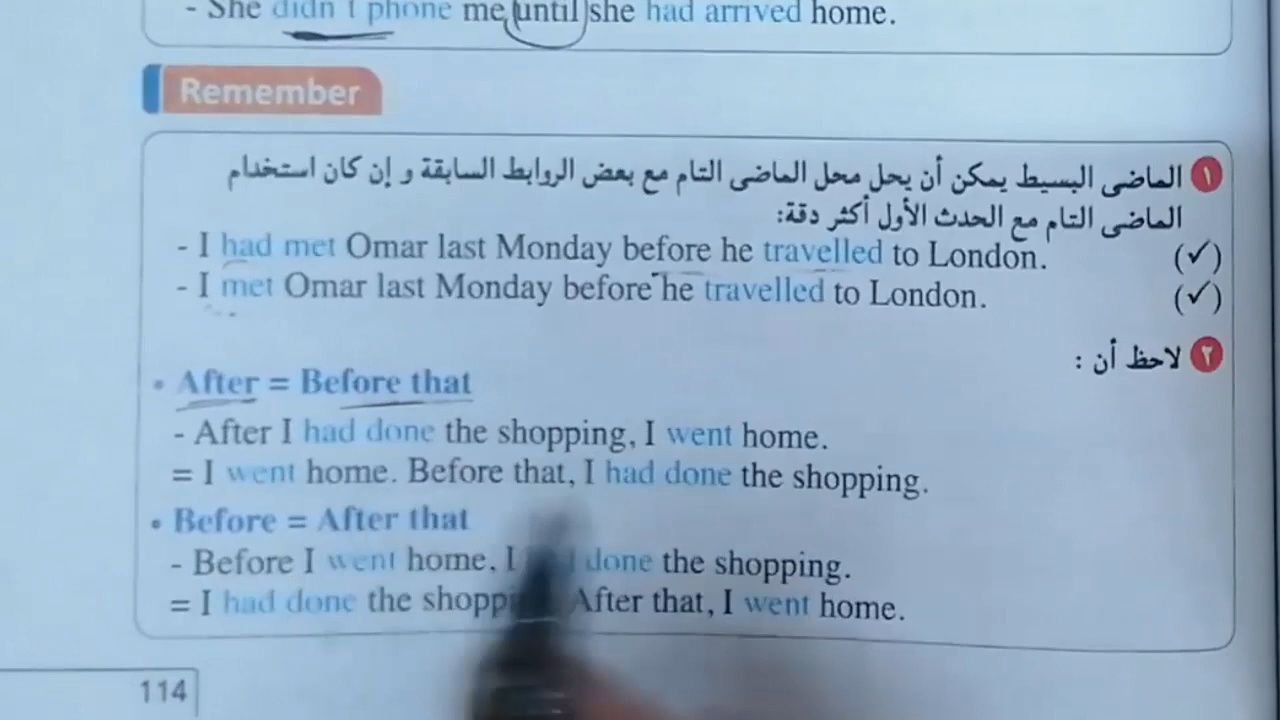 - She didn't phone me until she had arrived home.
Remember
١ الماضى البسيط يمكن أن يحل محل الماضى التام مع بعض الروابط السابقة و إن كان استخدام
الماضى التام مع الحدث الأول أكثر دقة:
- I had met Omar last Monday before he travelled to London. (✓)
- I met Omar last Monday before he travelled to London. (✓)
٢ لاحظ أن :
• After = Before that
- After I had done the shopping, I went home.
= I went home. Before that, I had done the shopping.
• Before = After that
- Before I went home, I done the shopping.
= I had done the After that, I went home.
114